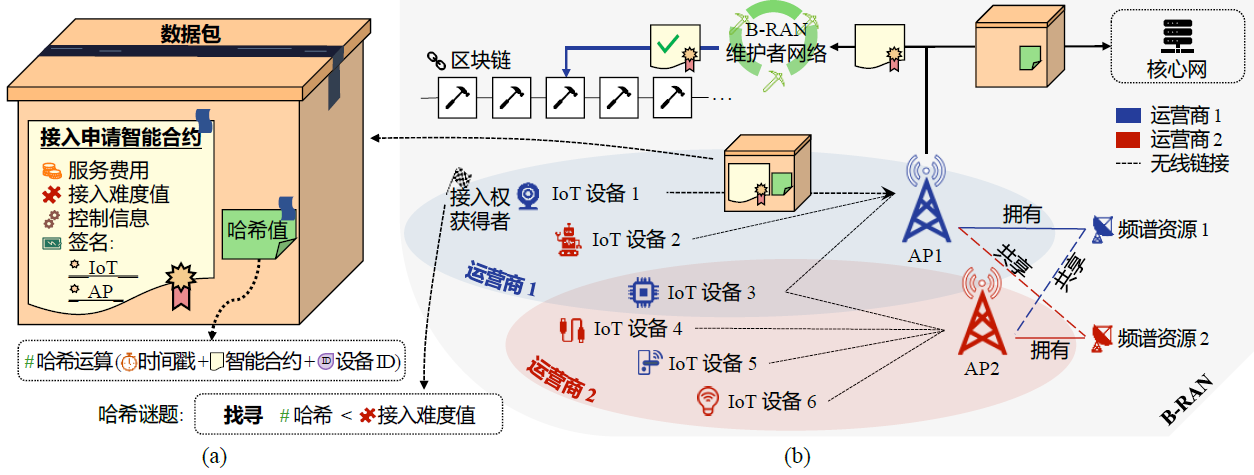 数据包
接入申请智能合约
服务费用
接入难度值
控制信息
签名:
IoT
AP
哈希值
#哈希运算(时间戳+智能合约+ID设备ID)
哈希谜题:
找寻 #哈希 < 接入难度值
(a)
区块链
B-RAN
维护者网络
核心网
运营商 1
运营商 2
无线链接
接入权
获得者
IoT 设备 1
IoT 设备 2
IoT 设备 3
IoT 设备 4
IoT 设备 5
IoT 设备 6
运营商 1
运营商 2
AP1
AP2
拥有
共享
共享
拥有
频谱资源 1
频谱资源 2
B-RAN
(b)